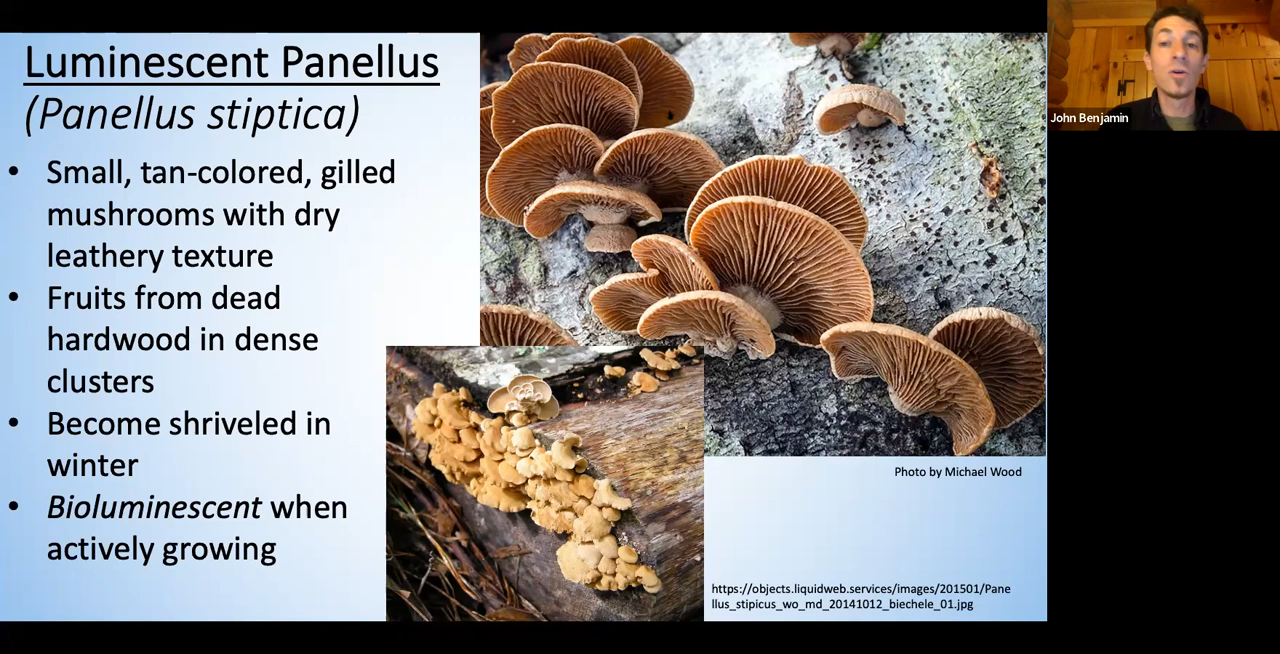 Luminescent Panellus
(Panellus stiptica)
• Small, tan-colored, gilled
mushrooms with dry
leathery texture
• Fruits from dead
hardwood in dense
clusters
• Become shriveled in
winter
• Bioluminescent when
actively growing
Photo by Michael Wood
https://objects.liquidweb.services/images/201501/Pane
llus_stipicus_wo_md_20141012_biechele_01.jpg
John Benjamin